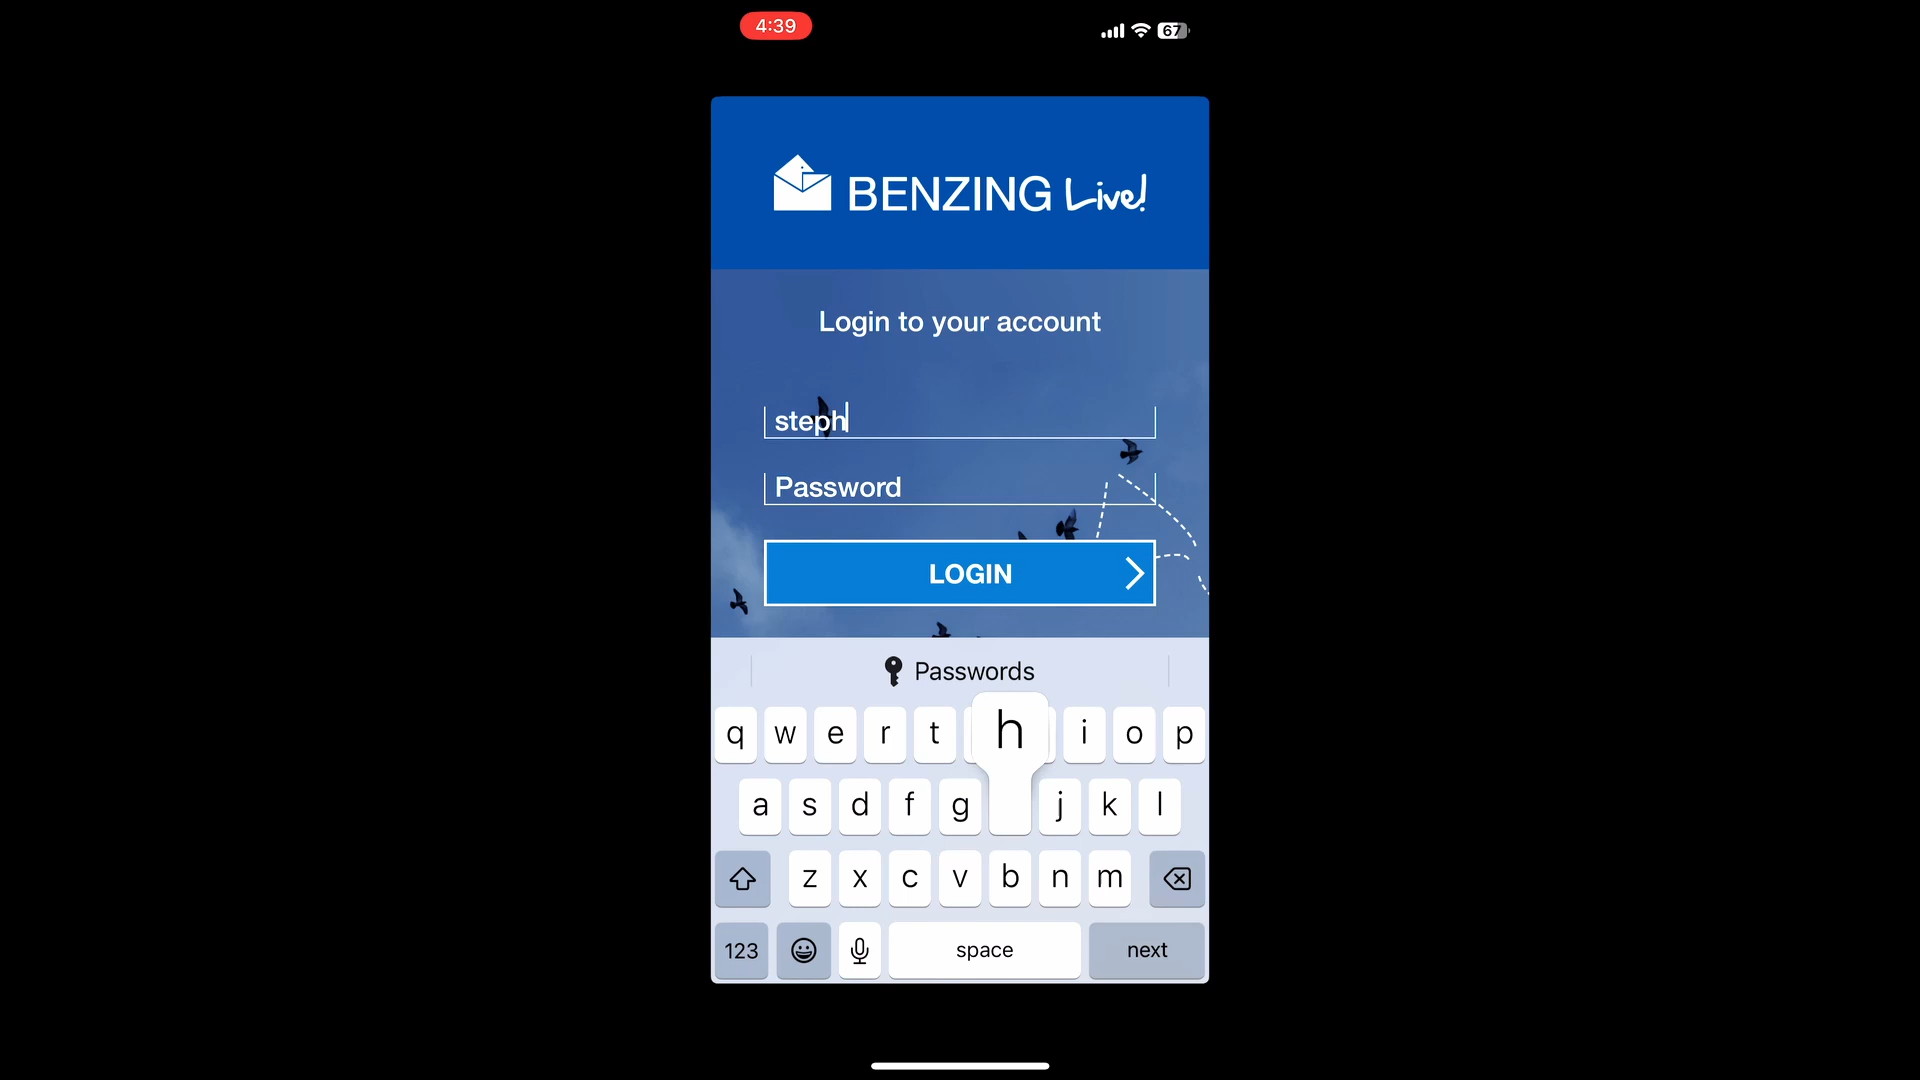 4:39
67
BENZING Live!
Login to your account
steph
Password
LOGIN
Passwords
q w e r t h i o p
a s d f g j k l
z x c v b n m
123 space next